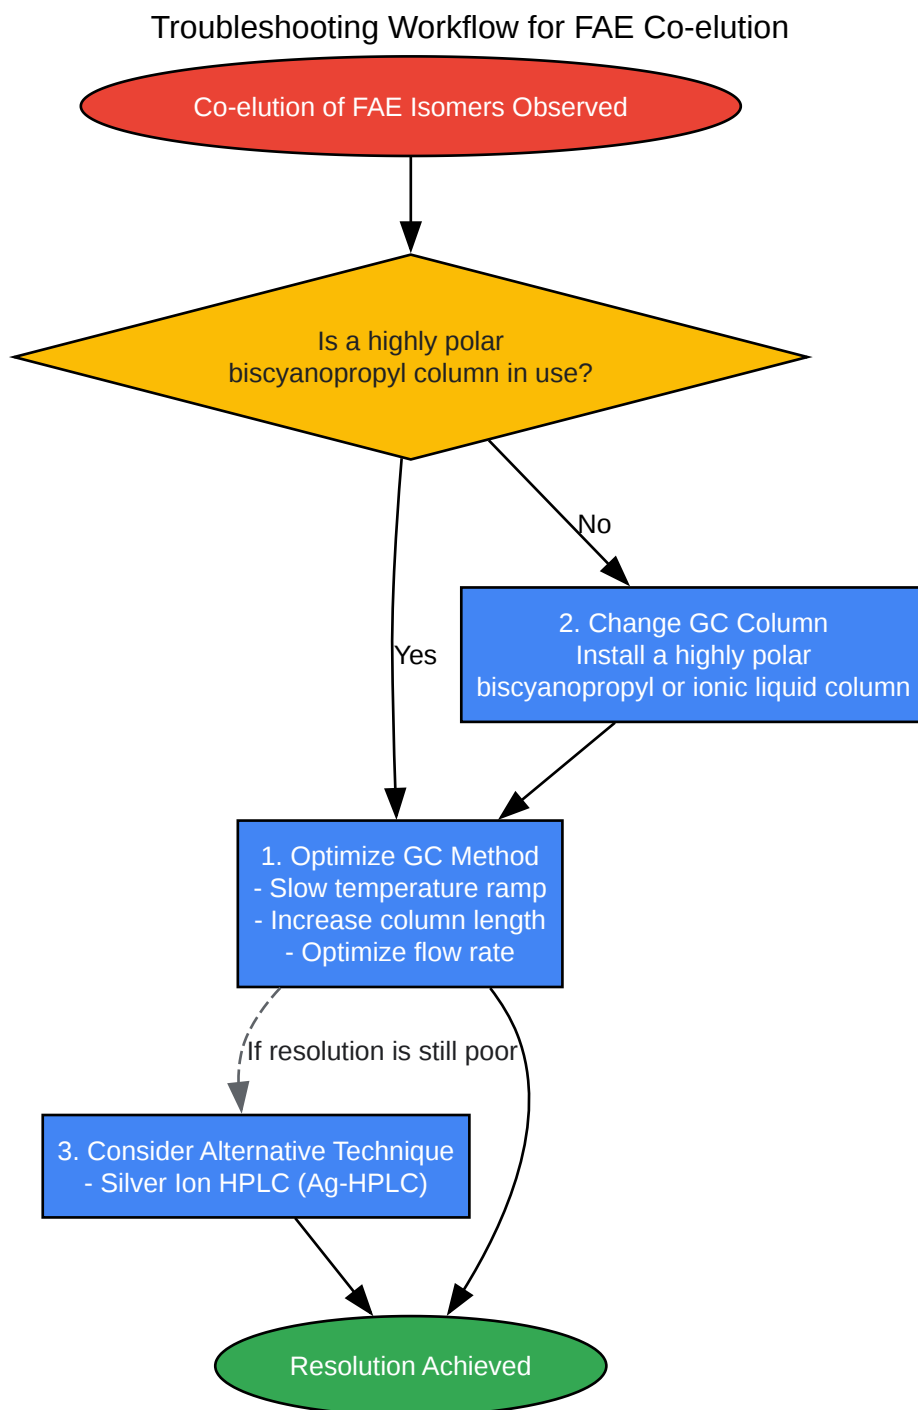 Troubleshooting Workflow for FAE Co-elution
Co-elution of FAE Isomers Observed
Is a highly polar
biscyanopropyl column in use?
No
2. Change GC Column
Install a highly polar
biscyanopropyl or ionic liquid column
Yes
1. Optimize GC Method
- Slow temperature ramp
- Increase column length
- Optimize flow rate
If resolution is still poor
3. Consider Alternative Technique
- Silver Ion HPLC (Ag-HPLC)
Resolution Achieved